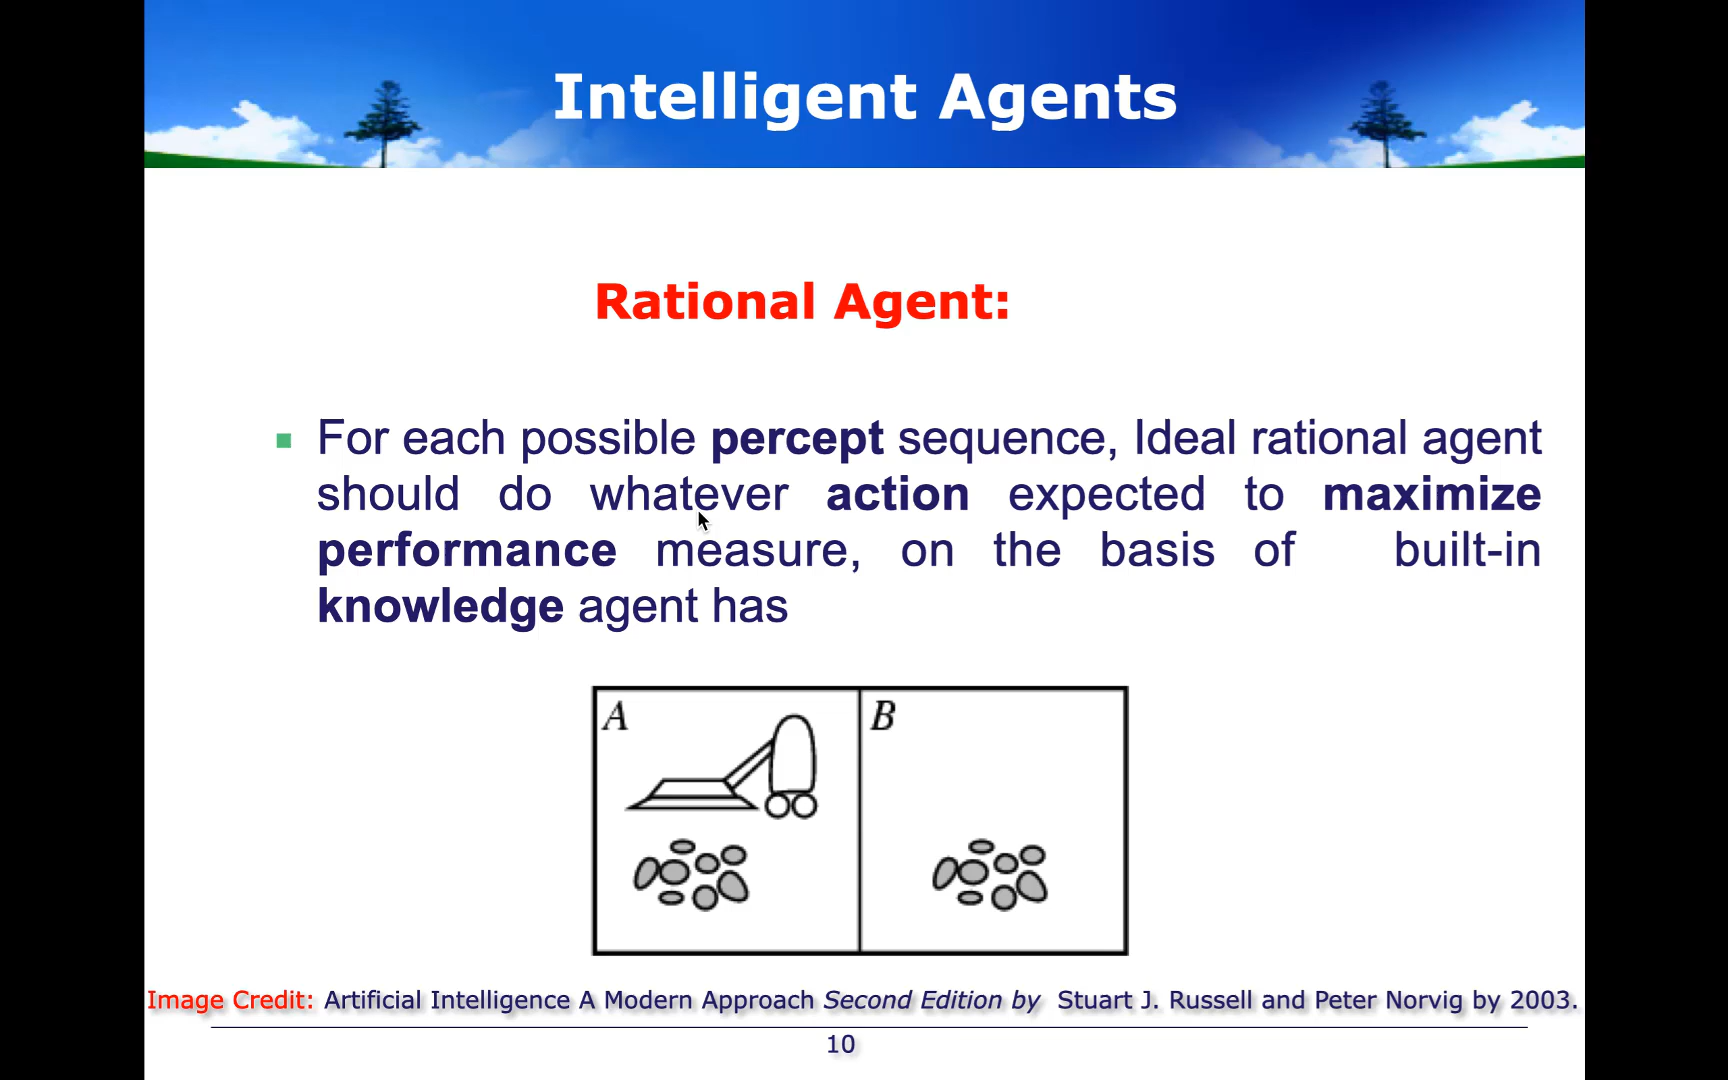 Intelligent Agents
Rational Agent:
For each possible percept sequence, Ideal rational agent
should do whatever action expected to maximize
performance measure, on the basis of built-in
knowledge agent has
A
B
Image Credit: Artificial Intelligence A Modern Approach Second Edition by Stuart J. Russell and Peter Norvig by 2003.
10